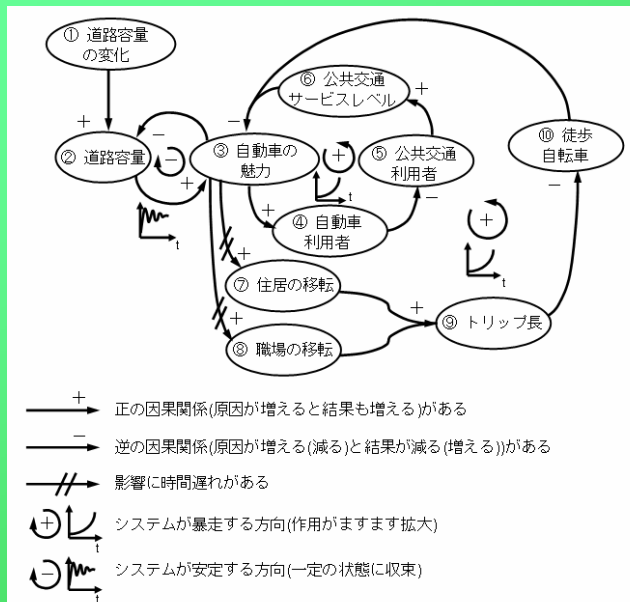 ① 道路容量
の変化
⑥ 公共交通
サービスレベル
+
−
⑩ 徒歩
自転車
+
② 道路容量
−
−
+
③ 自動車の
魅力
+
t
⑤ 公共交通
利用者
−
+
④ 自動車
利用者
−
+
t
t
+
⑦ 住居の移転
+
⑧ 職場の移転
+
⑨ トリップ長
+
正の因果関係(原因が増えると結果も増える)がある
−
逆の因果関係(原因が増える(減る)と結果が減る(増える))がある
影響に時間遅れがある
+
t
システムが暴走する方向(作用がますます拡大)
−
t
システムが安定する方向(一定の状態に収束)